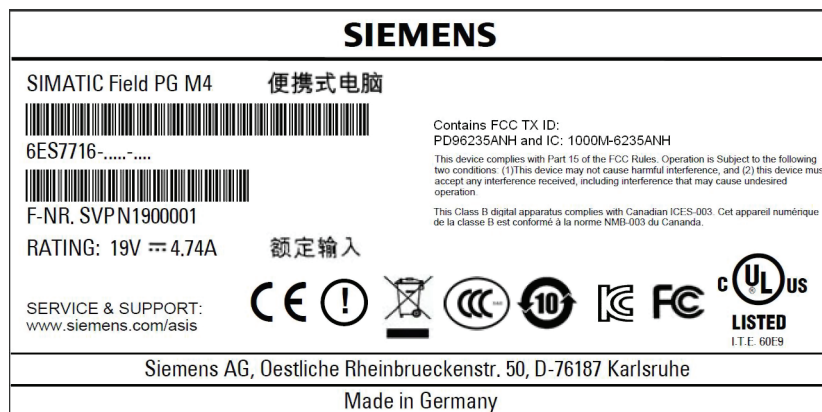 SIEMENS
SIMATIC Field PG M4 便携式电脑
6ES7716-.....-....
F-NR. SVPN1900001
RATING: 19V ⎓ 4.74A 额定输入
SERVICE & SUPPORT:
www.siemens.com/asis
Contains FCC TX ID:
PD96235ANH and IC: 1000M-6235ANH
This device complies with Part 15 of the FCC Rules. Operation is Subject to the following
two conditions: (1)This device may not cause harmful interference, and (2) this device mus
accept any interference received, including interference that may cause undesired
operation.
This Class B digital apparatus complies with Canadian ICES-003. Cet appareil numérique
de la classe B est conformé à la norme NMB-003 du Cananda.
CE ! CCC 10 FC C UL US
LISTED
I.T.E. 60E9
Siemens AG, Oestliche Rheinbrueckenstr. 50, D-76187 Karlsruhe
Made in Germany